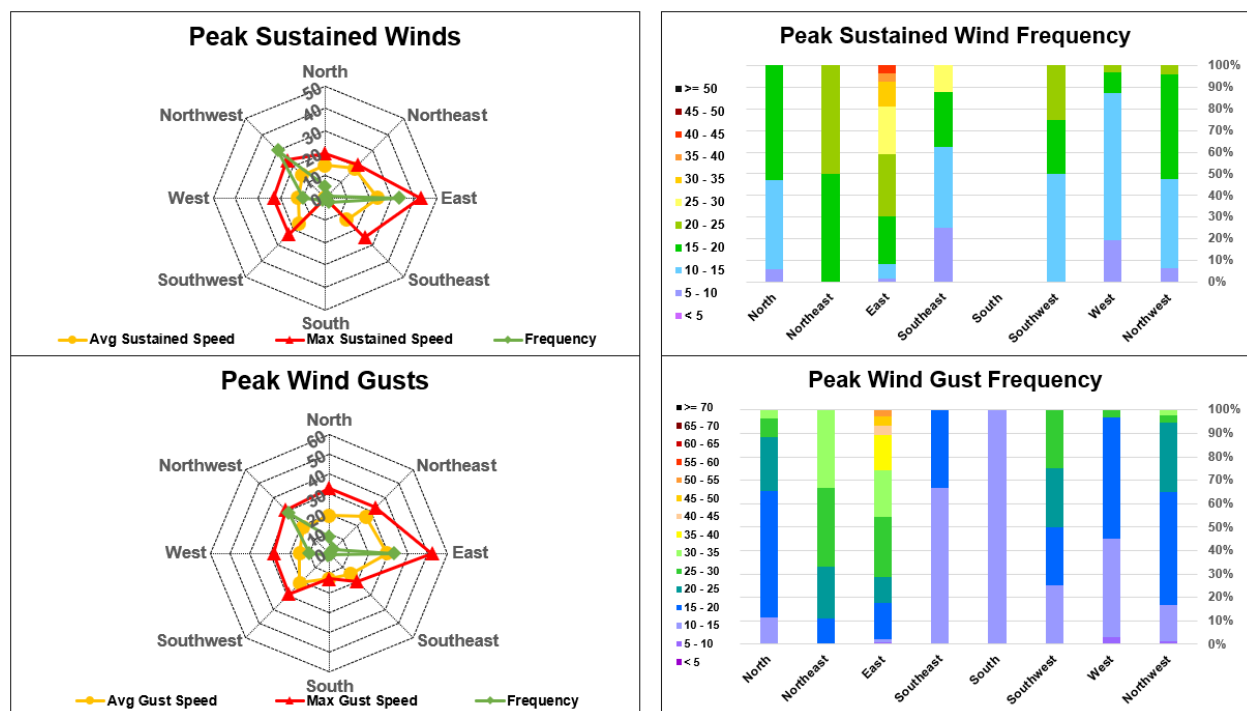 Peak Sustained Winds
North
Northeast
East
Southeast
South
Southwest
West
Northwest
50
40
30
20
10
0
Avg Sustained Speed
Max Sustained Speed
Frequency
Peak Sustained Wind Frequency
>= 50
45 - 50
40 - 45
35 - 40
30 - 35
25 - 30
20 - 25
15 - 20
10 - 15
5 - 10
< 5
100%
90%
80%
70%
60%
50%
40%
30%
20%
10%
0%
North
Northeast
East
Southeast
South
Southwest
West
Northwest
Peak Wind Gusts
North
Northeast
East
Southeast
South
Southwest
West
Northwest
60
50
40
30
20
10
0
Avg Gust Speed
Max Gust Speed
Frequency
Peak Wind Gust Frequency
>= 70
65 - 70
60 - 65
55 - 60
50 - 55
45 - 50
40 - 45
35 - 40
30 - 35
25 - 30
20 - 25
15 - 20
10 - 15
5 - 10
< 5
100%
90%
80%
70%
60%
50%
40%
30%
20%
10%
0%
North
Northeast
East
Southeast
South
Southwest
West
Northwest